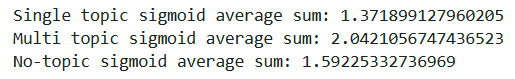 Single topic sigmoid average sum: 1.371899127960205
Multi topic sigmoid average sum: 2.0421056747436523
No-topic sigmoid average sum: 1.59225332736969